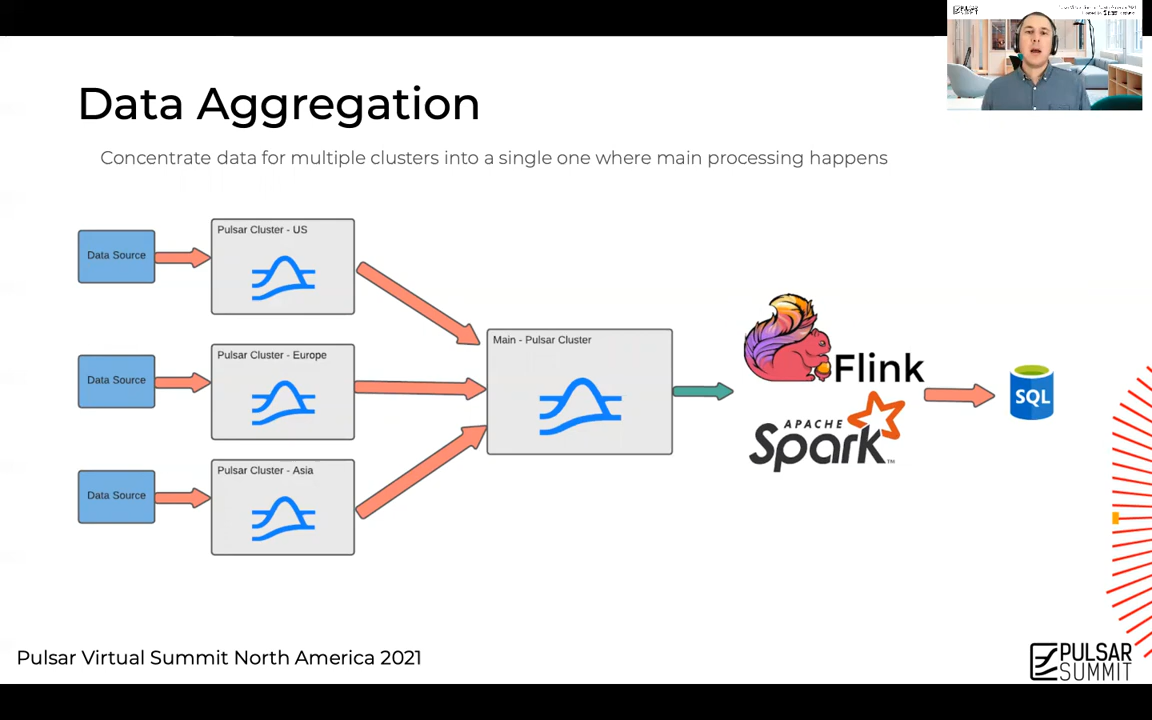 Data Aggregation
Concentrate data for multiple clusters into a single one where main processing happens
Data Source
Pulsar Cluster - US
Data Source
Pulsar Cluster - Europe
Data Source
Pulsar Cluster - Asia
Main - Pulsar Cluster
Flink
APACHE
Spark™
SQL
Pulsar Virtual Summit North America 2021
PULSAR
SUMMIT